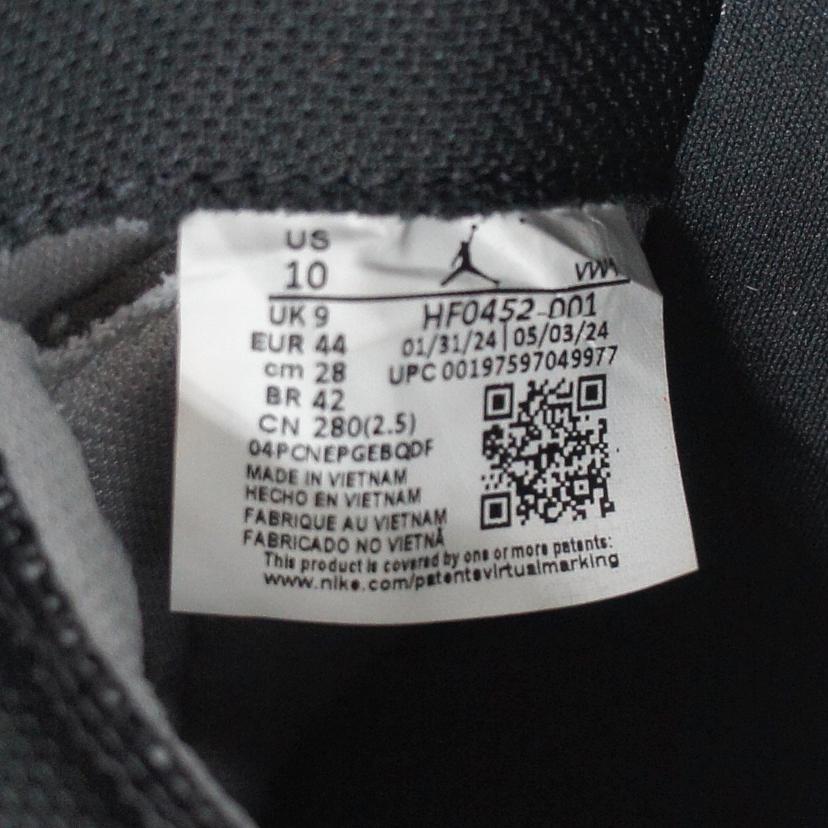 US
10
VWA
UK 9
HF0452-001
EUR 44
01/31/24 | 05/03/24
cm 28
UPC 00197597049977
BR 42
CN 280(2.5)
04PCNEPGEBQDF
MADE IN VIETNAM
HECHO EN VIETNAM
FABRIQUE AU VIETNAM
FABRICADO NO VIETNÃ
This product is covered by one or more patents:
www.nike.com/patentsvirtualmarking